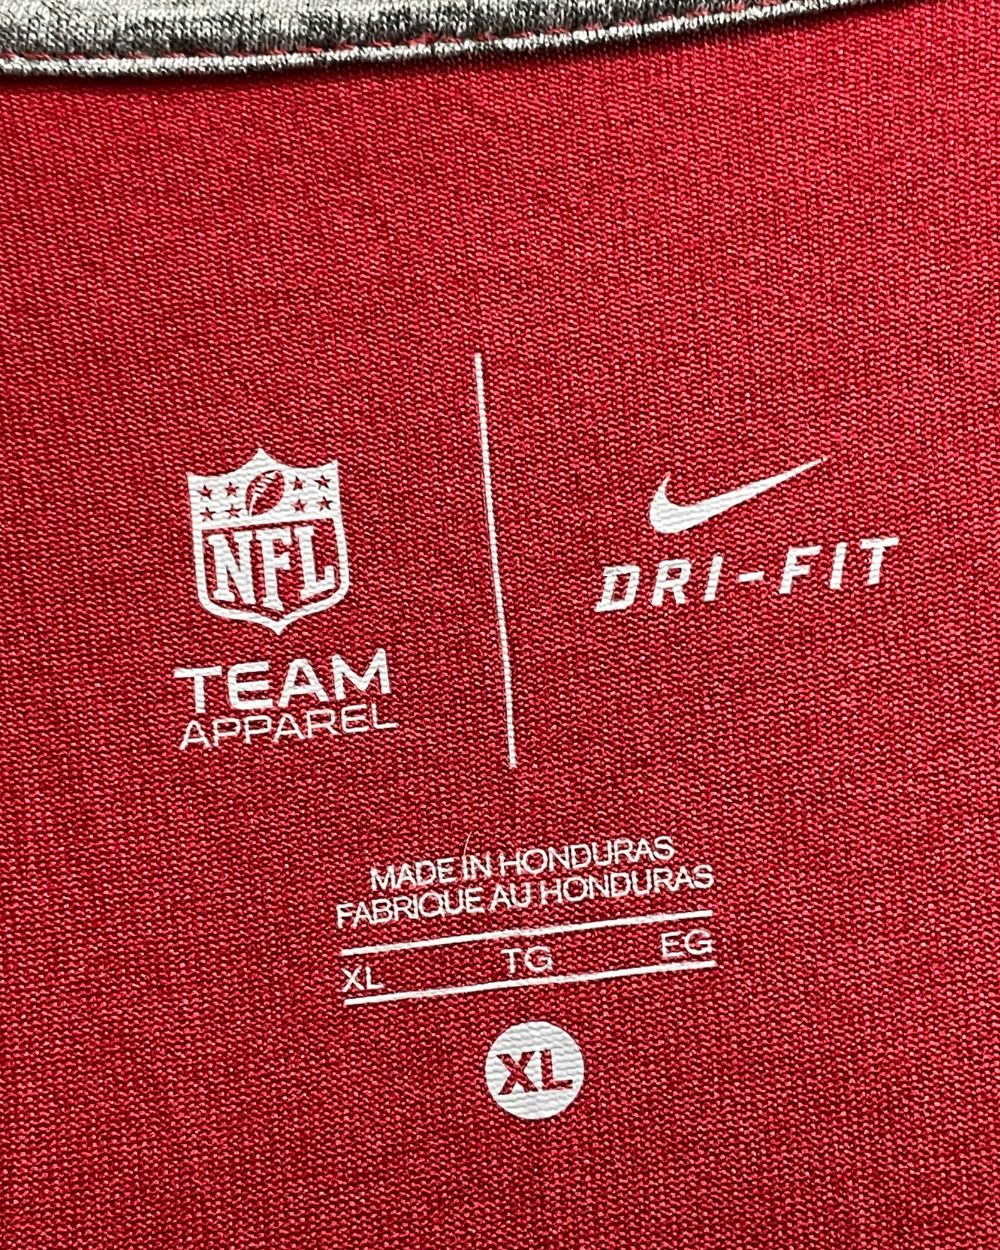 NFL
TEAM
APPAREL
DRI-FIT
MADE IN HONDURAS
FABRIQUE AU HONDURAS
XL TG EG
XL